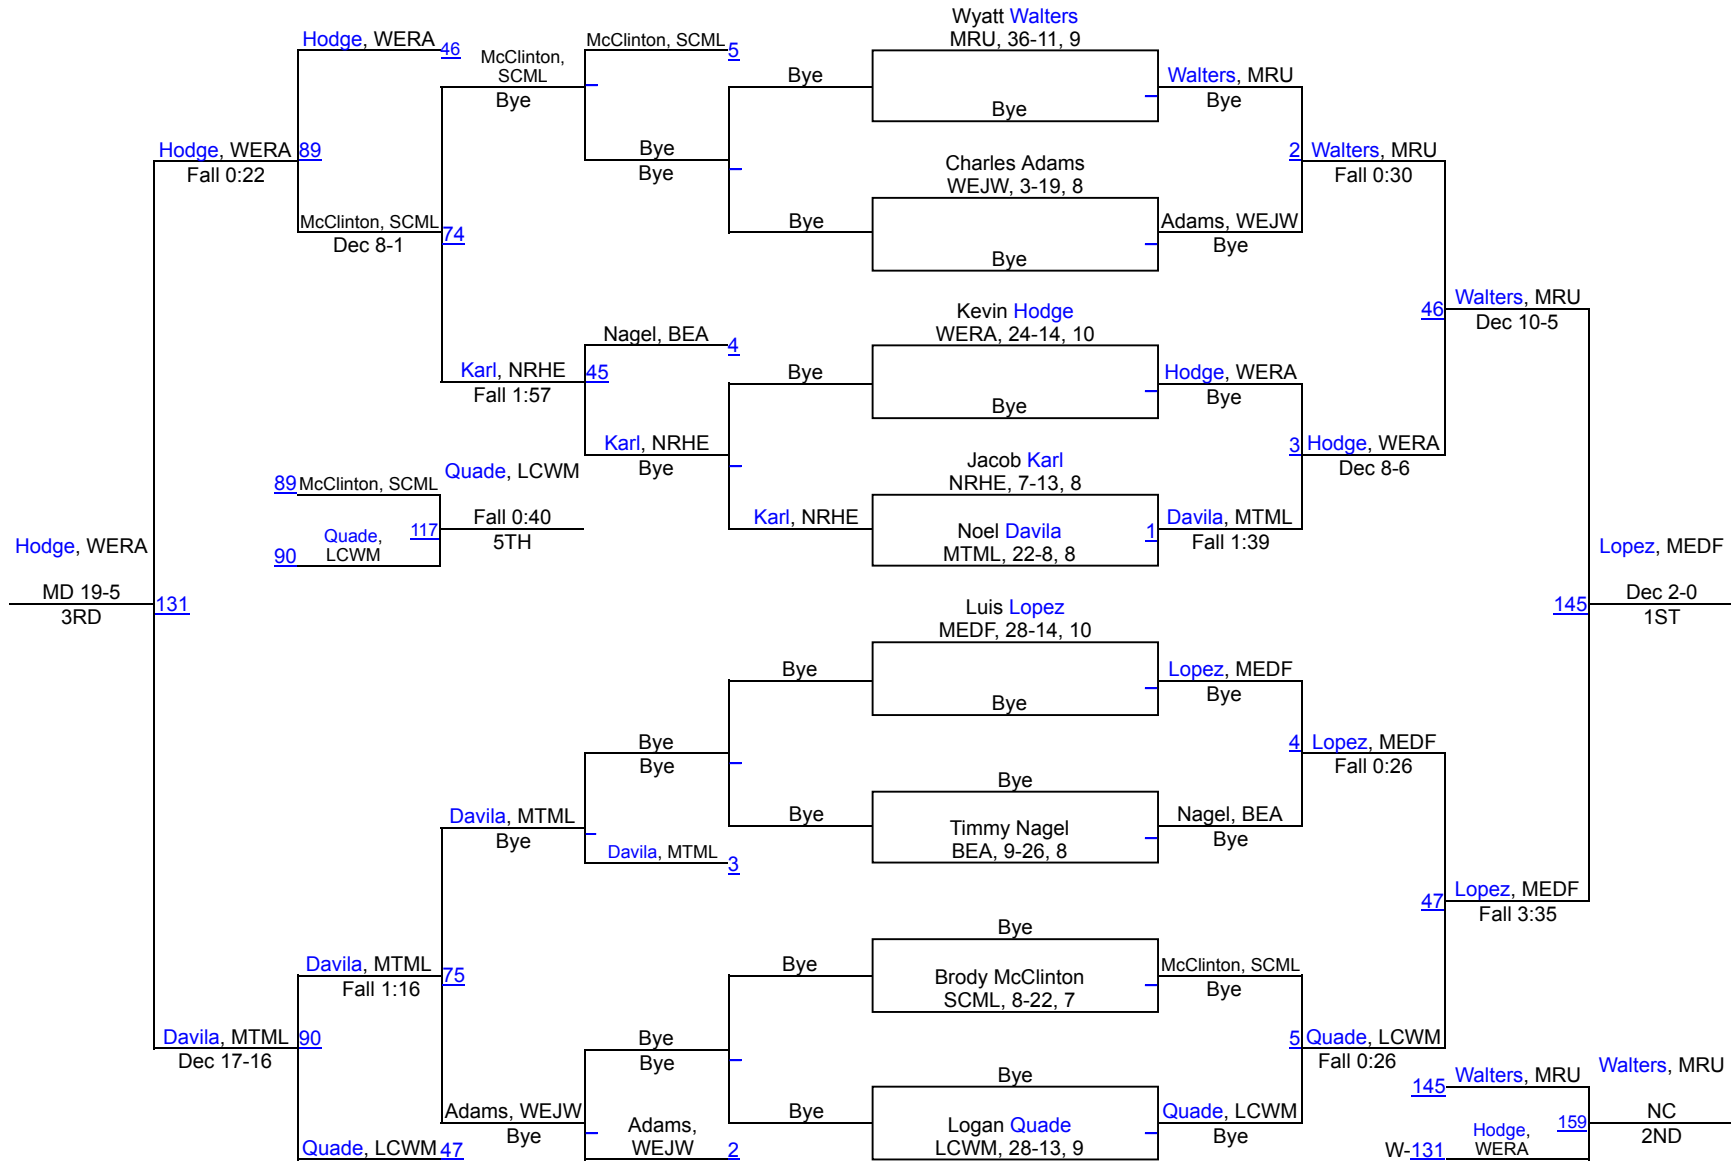 Wyatt Walters
MRU, 36-11, 9
Bye
Charles Adams
WEJW, 3-19, 8
Bye
Kevin Hodge
WERA, 24-14, 10
Bye
Jacob Karl
NRHE, 7-13, 8
Noel Davila
MTML, 22-8, 8
1
Luis Lopez
MEDF, 28-14, 10
Bye
Bye
Timmy Nagel
BEA, 9-26, 8
Bye
Brody McClinton
SCML, 8-22, 7
Bye
Logan Quade
LCWM, 28-13, 9
Walters, MRU
Bye
Adams, WEJW
Bye
Hodge, WERA
Bye
Davila, MTML
Fall 1:39
Lopez, MEDF
Bye
Nagel, BEA
Bye
McClinton, SCML
Bye
Quade, LCWM
Bye
2 Walters, MRU
Fall 0:30
3 Hodge, WERA
Dec 8-6
4 Lopez, MEDF
Fall 0:26
5 Quade, LCWM
Fall 0:26
46 Walters, MRU
Dec 10-5
47 Lopez, MEDF
Fall 3:35
Lopez, MEDF
145 Dec 2-0
1ST
145 Walters, MRU
Walters, MRU
W-131 Hodge,
WERA
159 NC
2ND
Bye
Bye
Bye
Karl, NRHE
Bye
Bye
Bye
Bye
McClinton, SCML 5
Bye
Bye
Nagel, BEA 4
Karl, NRHE
Bye
Bye
Bye
Davila, MTML 3
Bye
Bye
Adams,
WEJW 2
McClinton,
SCML
Bye
Karl, NRHE 45
Fall 1:57
Davila, MTML
Bye
Adams, WEJW
Bye
Hodge, WERA 46
McClinton, SCML 74
Dec 8-1
Davila, MTML 75
Fall 1:16
Quade, LCWM 47
Hodge, WERA 89
Fall 0:22
Davila, MTML 90
Dec 17-16
89 McClinton, SCML
90 Quade,
LCWM
117
Quade, LCWM
Fall 0:40
5TH
Hodge, WERA
MD 19-5 131
3RD